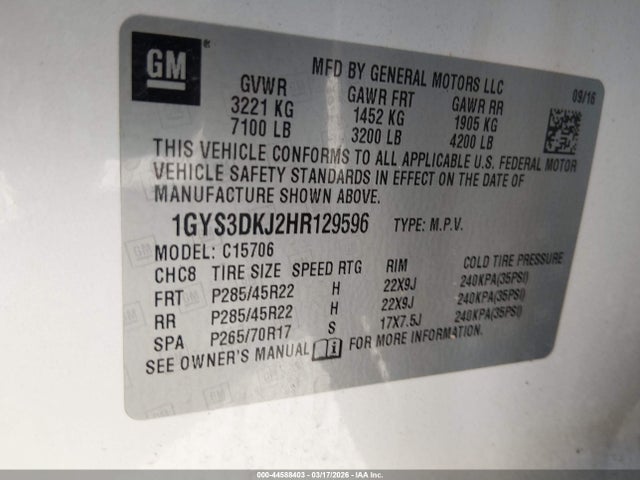 GM
MFD BY GENERAL MOTORS LLC
09/16
GVWR GAWR FRT GAWR RR
3221 KG 1452 KG 1905 KG
7100 LB 3200 LB 4200 LB
THIS VEHICLE CONFORMS TO ALL APPLICABLE U.S. FEDERAL MOTOR
VEHICLE SAFETY STANDARDS IN EFFECT ON THE DATE OF
MANUFACTURE SHOWN ABOVE.
1GYS3DKJ2HR129596 TYPE: M.P.V.
MODEL: C15706
CHC8 TIRE SIZE SPEED RTG RIM COLD TIRE PRESSURE
FRT P285/45R22 H 22X9J 240KPA(35PSI)
RR P285/45R22 H 22X9J 240KPA(35PSI)
SPA P265/70R17 S 17X7.5J 240KPA(35PSI)
SEE OWNER'S MANUAL FOR MORE INFORMATION.
000-44588403 - 03/17/2026 - IAA Inc.